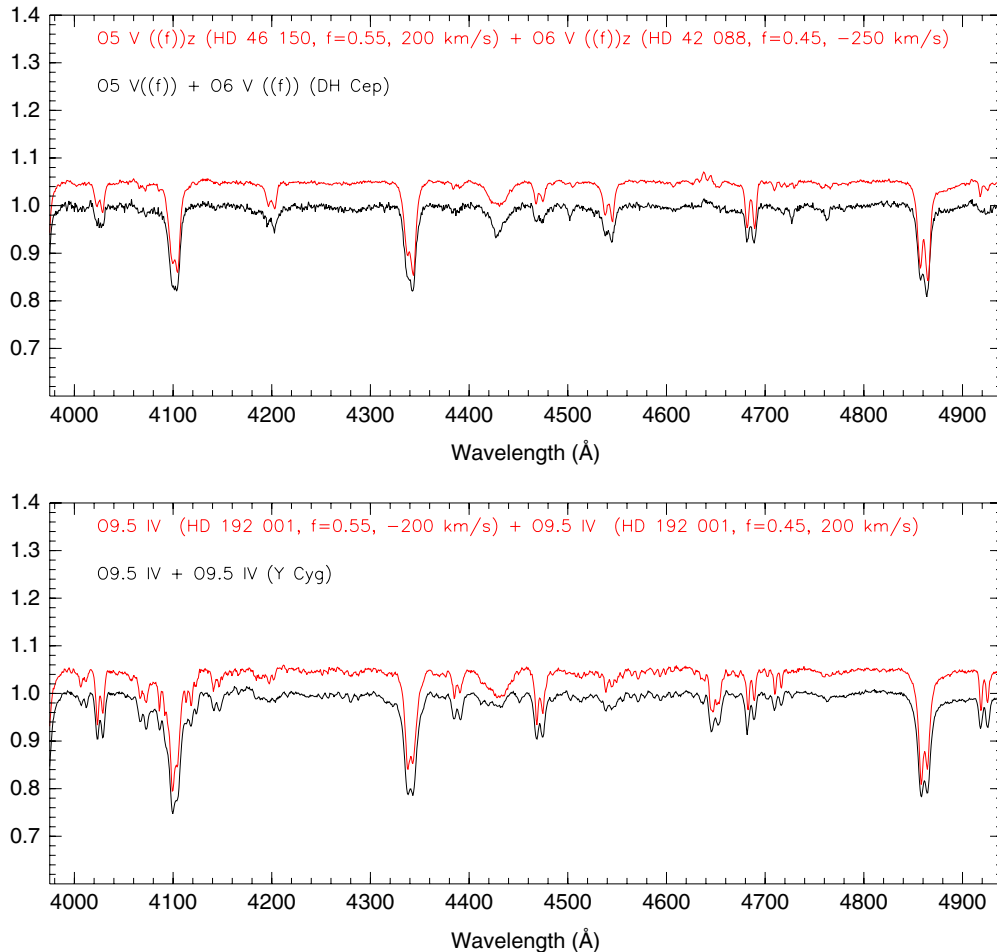 1.4
1.3
1.2
1.1
1.0
0.9
0.8
0.7
O5 V ((f))z (HD 46 150, f=0.55, 200 km/s) + O6 V ((f))z (HD 42 088, f=0.45, −250 km/s)
O5 V((f)) + O6 V ((f)) (DH Cep)
4000 4100 4200 4300 4400 4500 4600 4700 4800 4900
Wavelength (Å)
1.4
1.3
1.2
1.1
1.0
0.9
0.8
0.7
O9.5 IV (HD 192 001, f=0.55, −200 km/s) + O9.5 IV (HD 192 001, f=0.45, 200 km/s)
O9.5 IV + O9.5 IV (Y Cyg)
4000 4100 4200 4300 4400 4500 4600 4700 4800 4900
Wavelength (Å)